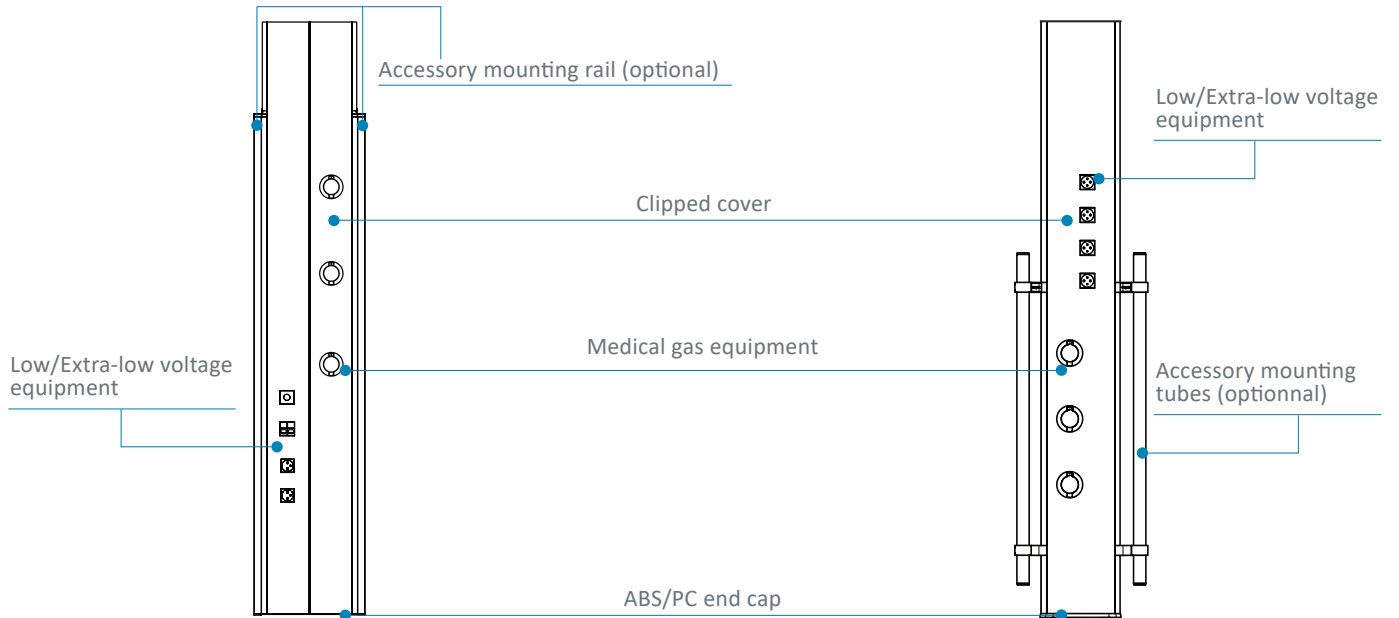 Accessory mounting rail (optional)
Low/Extra-low voltage
equipment
Clipped cover
Medical gas equipment
Low/Extra-low voltage
equipment
Accessory mounting
tubes (optionnal)
ABS/PC end cap